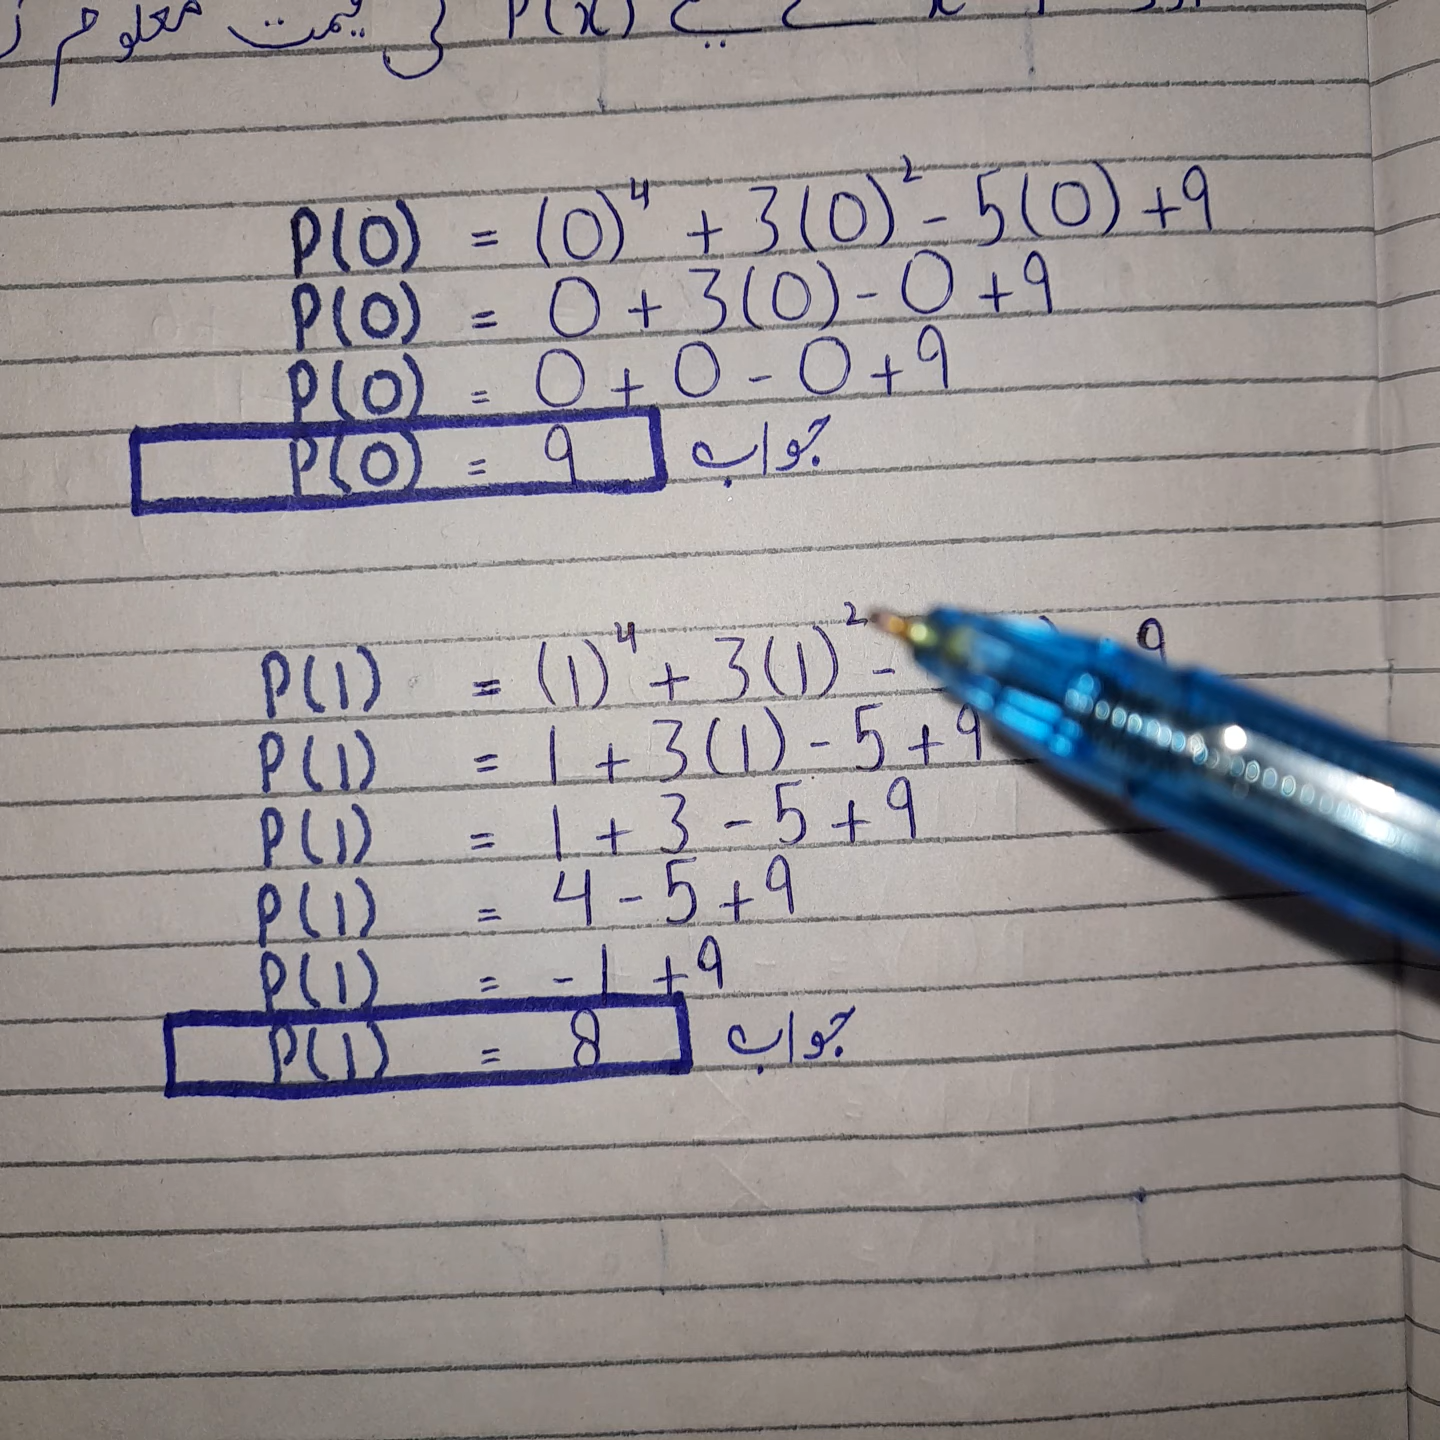 P(x) کی قیمت معلوم
P(0) = (0)⁴ + 3(0)² - 5(0) + 9
P(0) = 0 + 3(0) - 0 + 9
P(0) = 0 + 0 - 0 + 9
P(0) = 9 جواب
P(1) = (1)⁴ + 3(1)² - 9
P(1) = 1 + 3(1) - 5 + 9
P(1) = 1 + 3 - 5 + 9
P(1) = 4 - 5 + 9
P(1) = -1 + 9
P(1) = 8 جواب